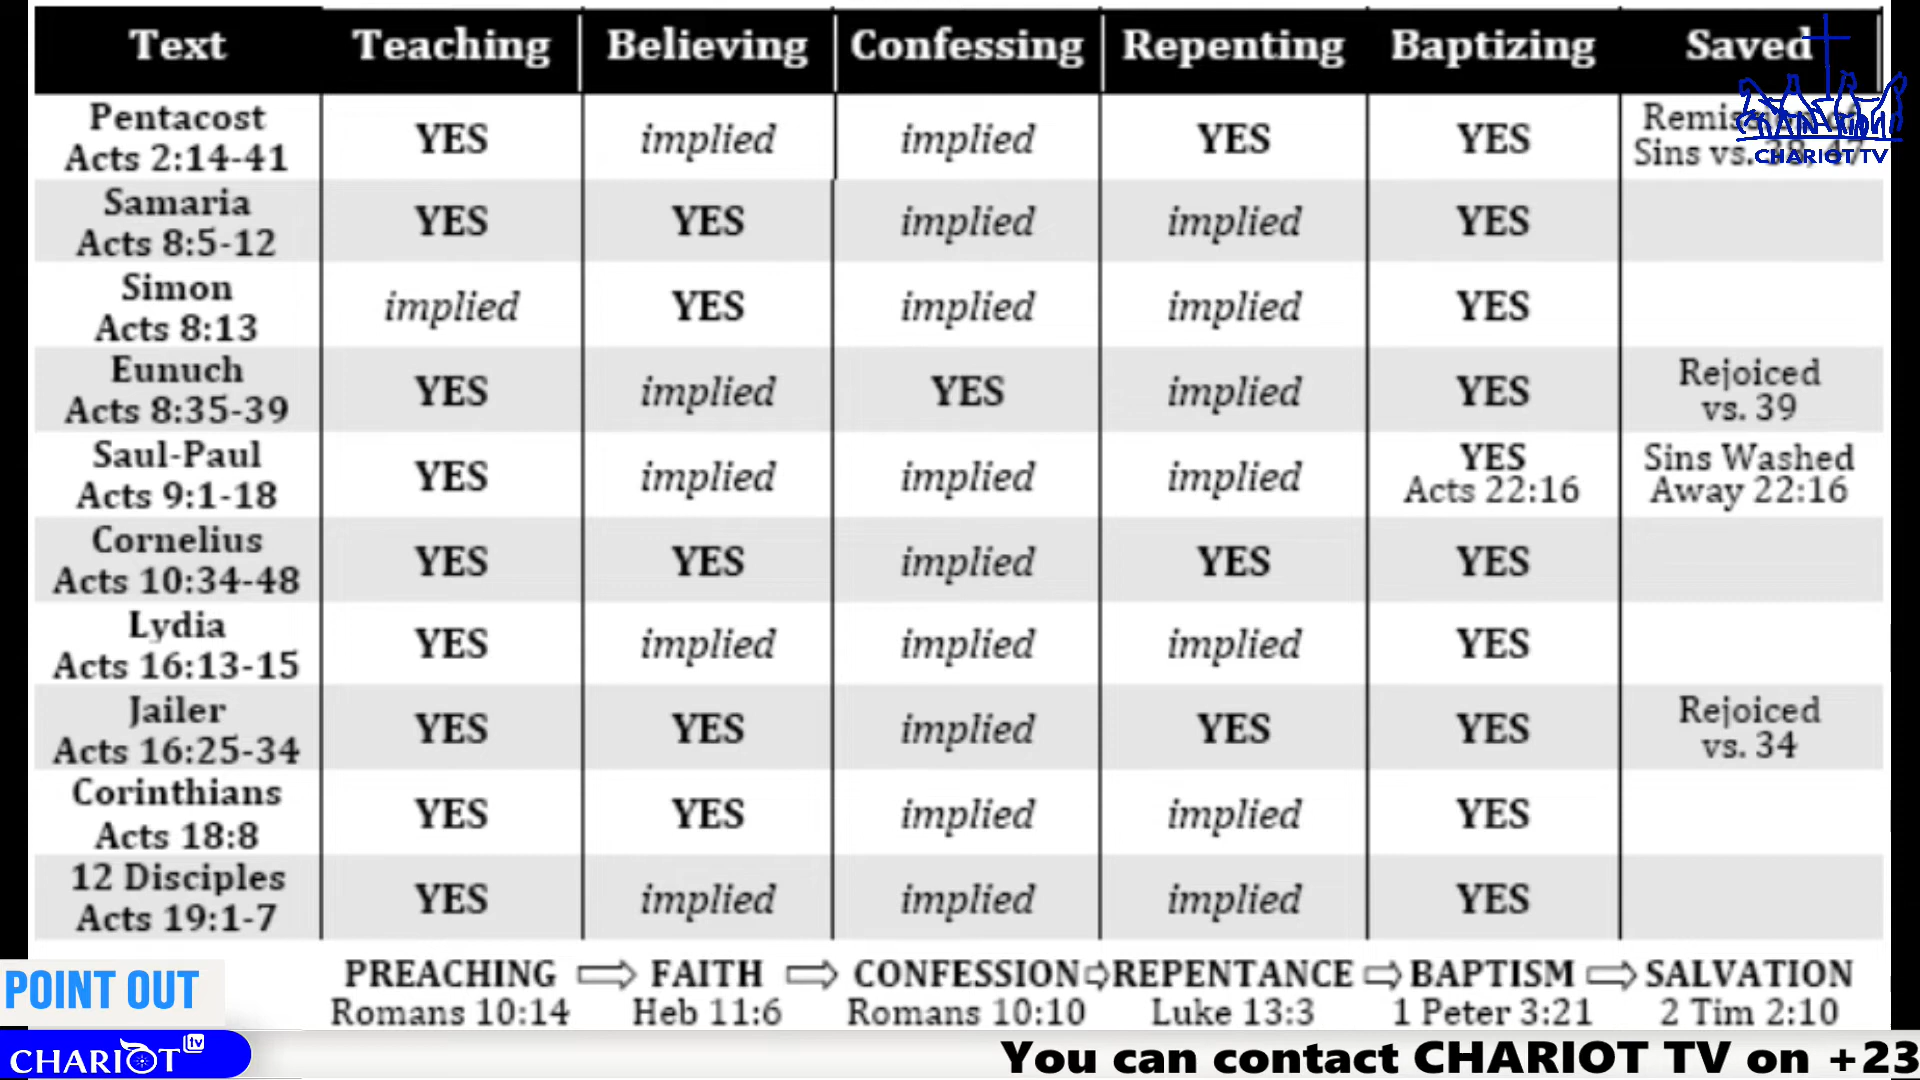 Text Teaching Believing Confessing Repenting Baptizing Saved
Pentacost
Acts 2:14-41
YES implied implied YES YES
Sins vs. 38, 47
CHARIOT TV
Samaria
Acts 8:5-12
YES YES implied implied YES
Simon
Acts 8:13
implied YES implied implied YES
Eunuch
Acts 8:35-39
YES implied YES implied YES
Rejoiced
vs. 39
Saul-Paul
Acts 9:1-18
YES implied implied implied
YES
Acts 22:16
Sins Washed
Away 22:16
Cornelius
Acts 10:34-48
YES YES implied YES YES
Lydia
Acts 16:13-15
YES implied implied implied YES
Jailer
Acts 16:25-34
YES YES implied YES YES
Rejoiced
vs. 34
Corinthians
Acts 18:8
YES YES implied implied YES
12 Disciples
Acts 19:1-7
YES implied implied implied YES
PREACHING ⇨ FAITH ⇨ CONFESSION ⇨ REPENTANCE ⇨ BAPTISM ⇨ SALVATION
Romans 10:14 Heb 11:6 Romans 10:10 Luke 13:3 1 Peter 3:21 2 Tim 2:10
POINT OUT
CHARIOT tv
You can contact CHARIOT TV on +23